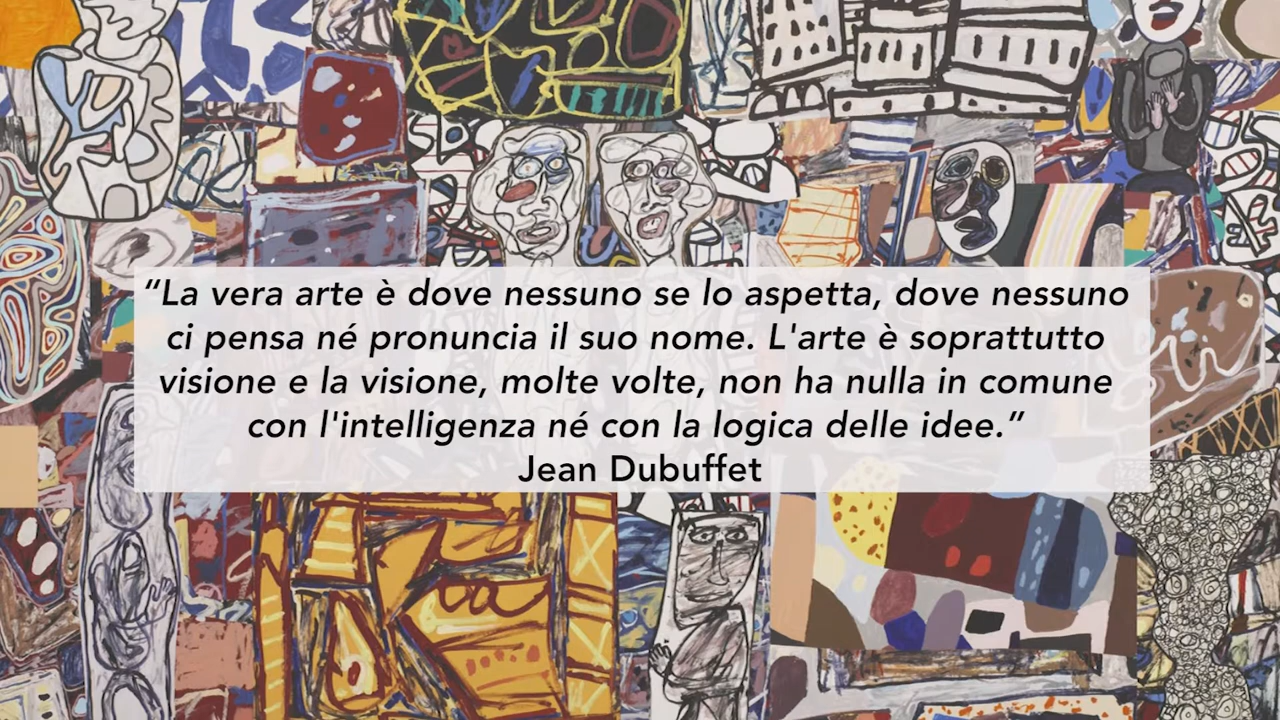 “La vera arte è dove nessuno se lo aspetta, dove nessuno
ci pensa né pronuncia il suo nome. L'arte è soprattutto
visione e la visione, molte volte, non ha nulla in comune
con l'intelligenza né con la logica delle idee.”
Jean Dubuffet